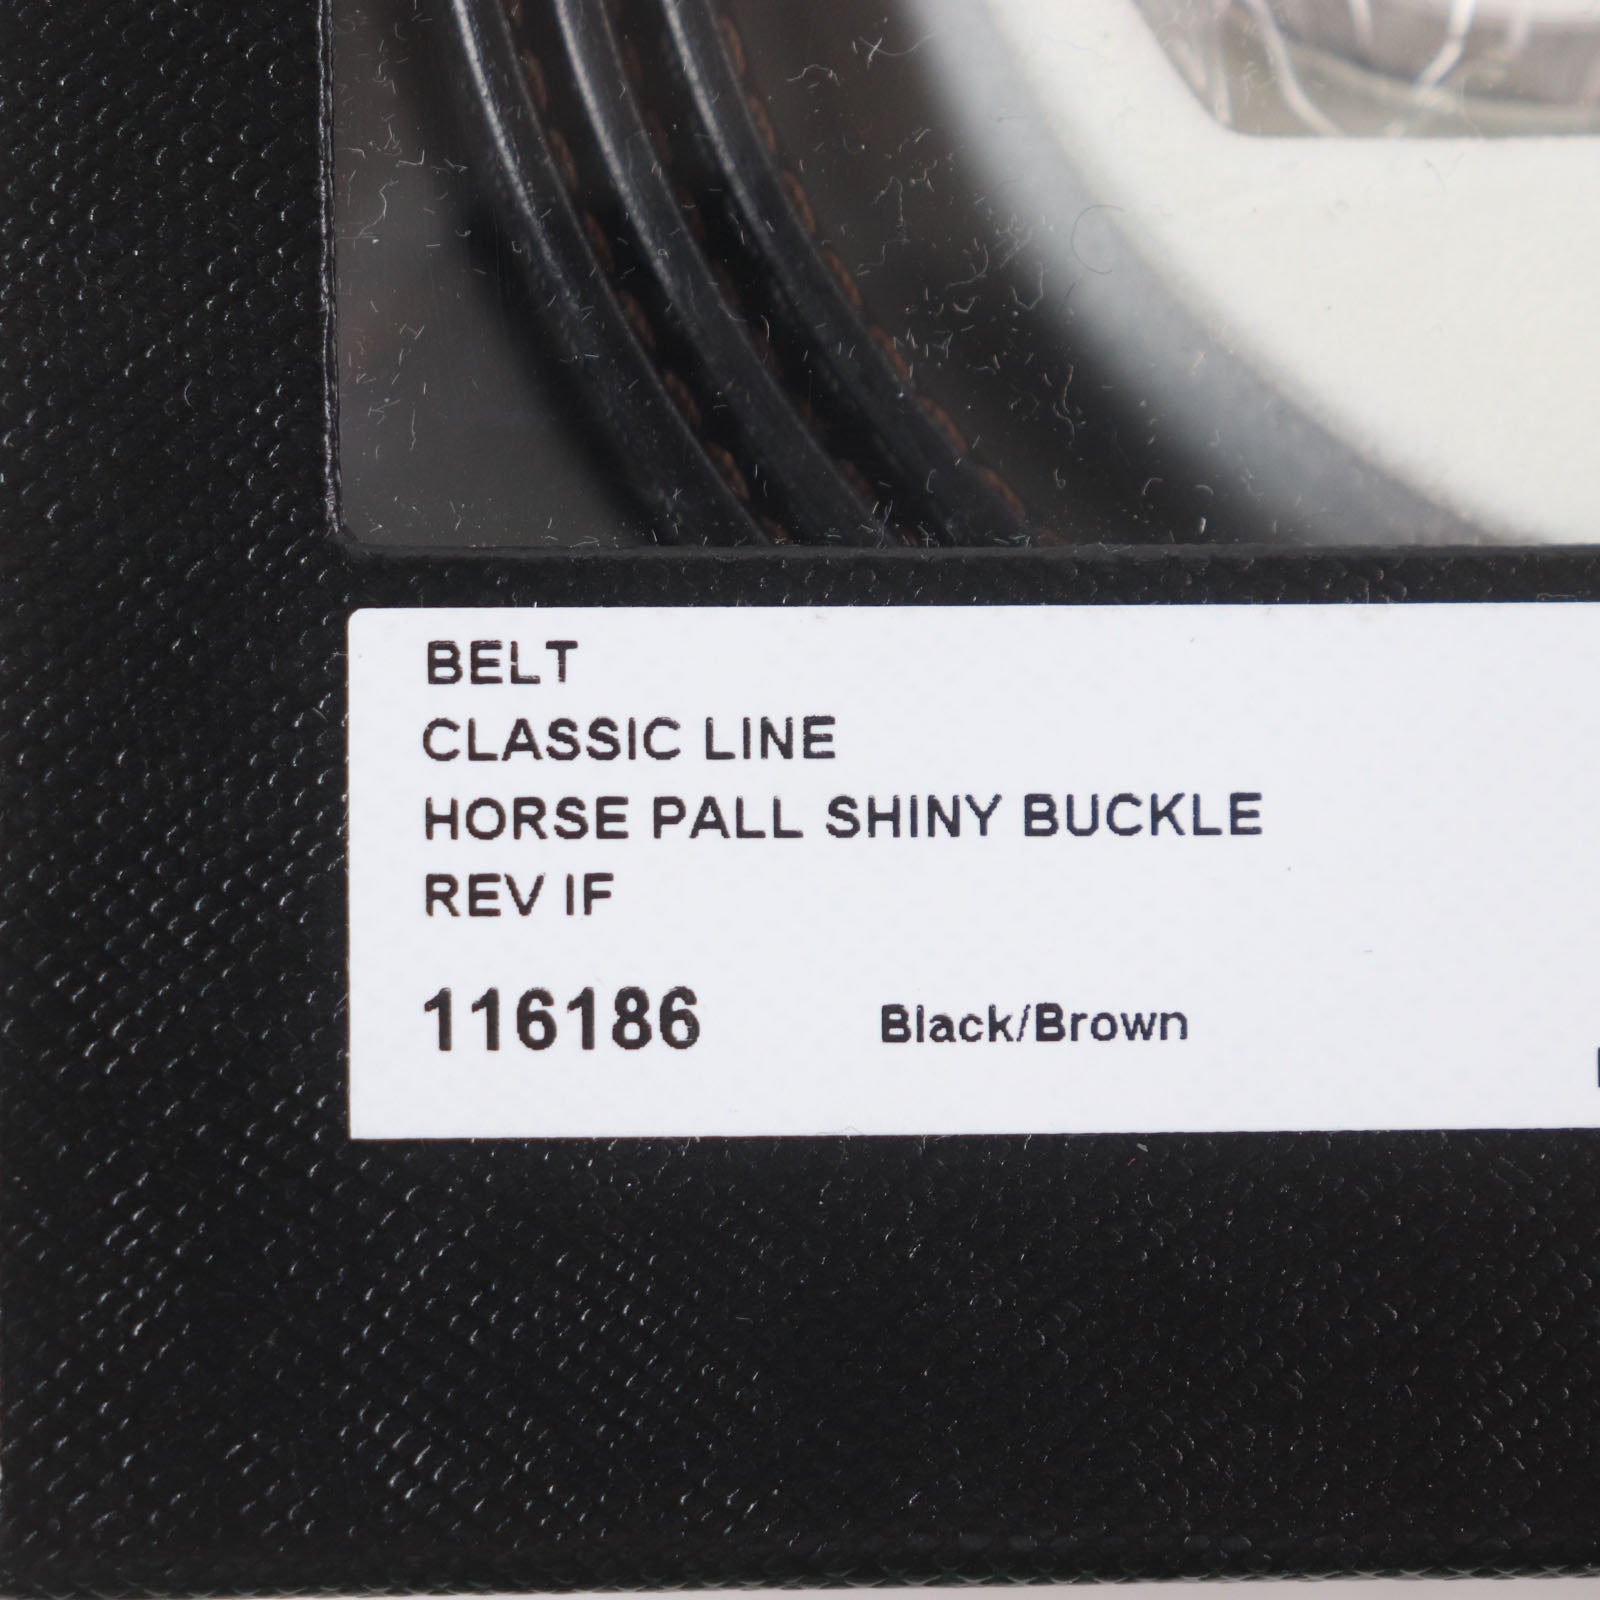 BELT
CLASSIC LINE
HORSE PALL SHINY BUCKLE
REV IF
116186 Black/Brown